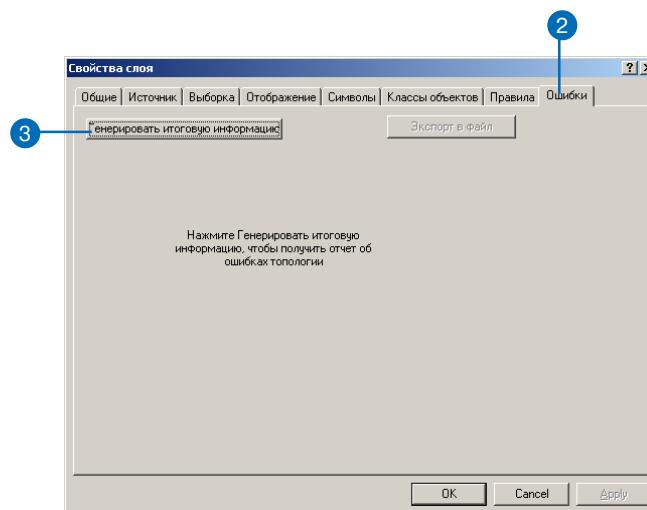 2
Свойства слоя
?
Общие Источник Выборка Отображение Символы Классы объектов Правила Ошибки
3
Генерировать итоговую информацию
Экспорт в файл
Нажмите Генерировать итоговую
информацию, чтобы получить отчет об
ошибках топологии
OK Cancel Apply